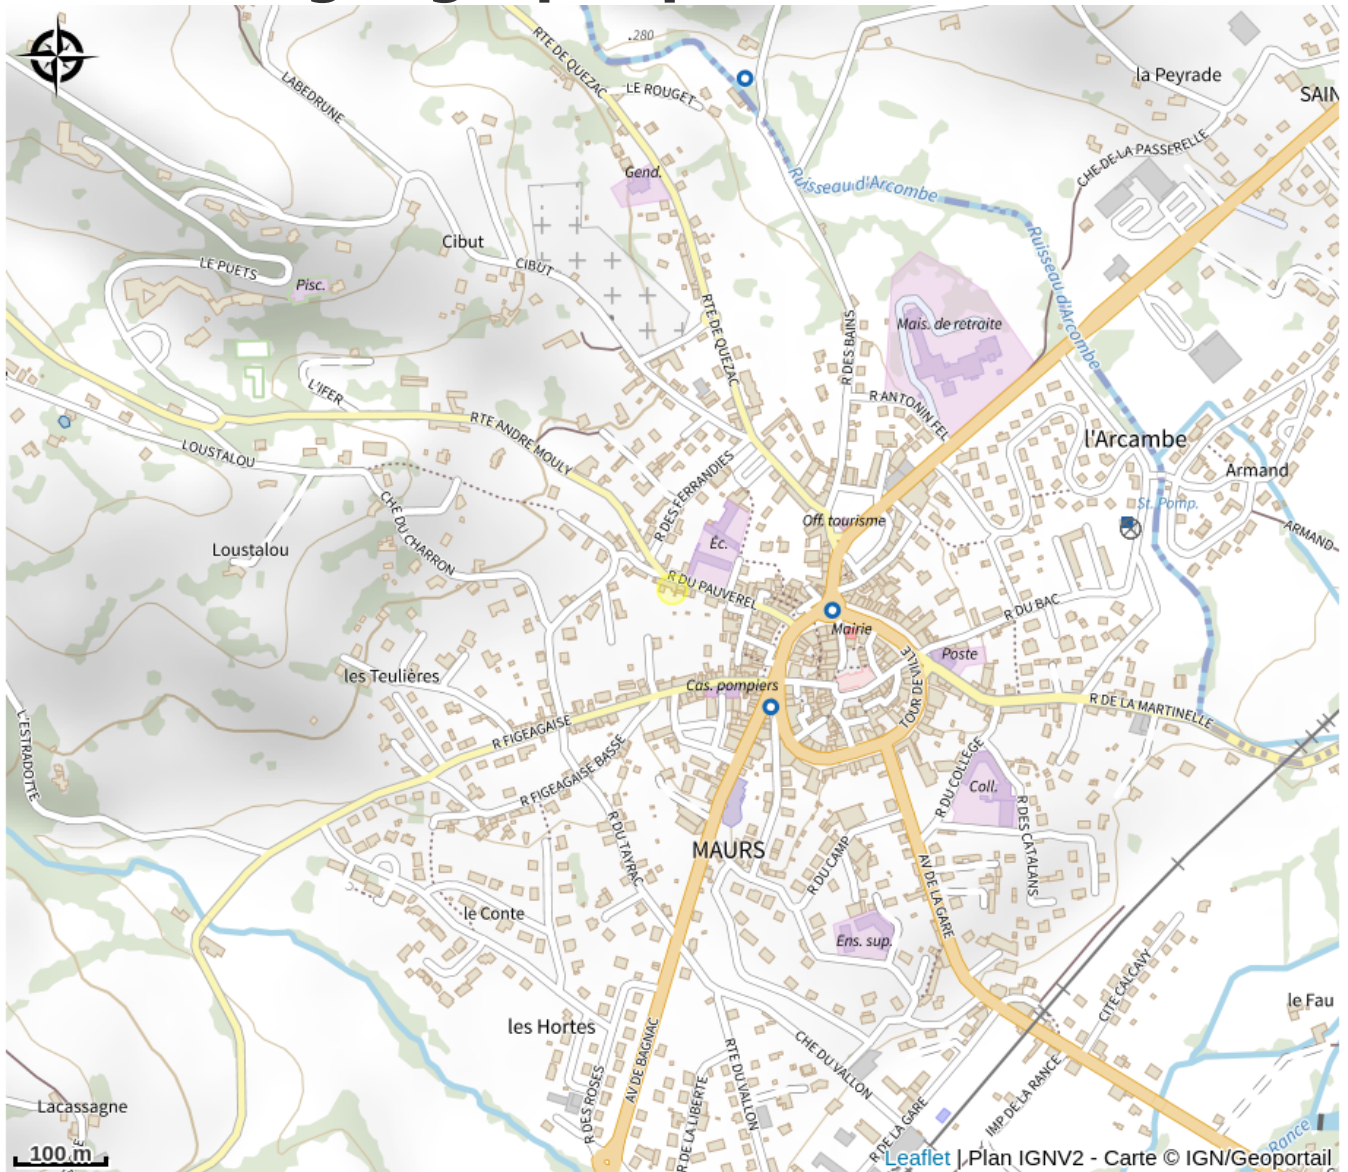 .280
RTE DE QUEZAC
LE ROUGET
la Peyrade
SAIN
LABEDRUNE
CHE-DE-LA PASSERELLE
Gend.
Ruisseau d'Arcombe
Cibut
CIBUT
LE PUETS
Pisc.
Ruisseau d'Arcombe
RTE DE QUEZAC
R DES BAINS
Mais. de retraite
L'IFER
R ANTONIN FEL
RTE ANDRE MOULY
LOUSTALOU
l'Arcambe
Armand
R DES FERRANDIES
CHE DU CHARRON
St. Pomp.
Off. tourisme
ARMAND
Loustalou
Éc.
R DU PAUVEREL
R DU BAC
Mairie
Poste
TOUR DE VILLE
les Teulières
Cas. pompiers
R DE LA MARTINELLE
L'ESTRADOTTE
R FIGEAGAISE
R FIGEAGAISE BASSE
R DU COLLEGE
Coll.
R DES CATALANS
R DU TAYRAC
MAURS
R DU CAMP
AV DE LA GARE
le Conte
Ens. sup.
CITE CALCAVY
le Fau
les Hortes
AV DE BAGNAC
RTE DU VALLON
CHE DU VALLON
R DES ROSES
R DE LA LIBERTE
IMP DE LA RANCE
R DE LA GARE
Lacassagne
Rance
100 m
Leaflet | Plan IGNV2 - Carte © IGN/Geoportail